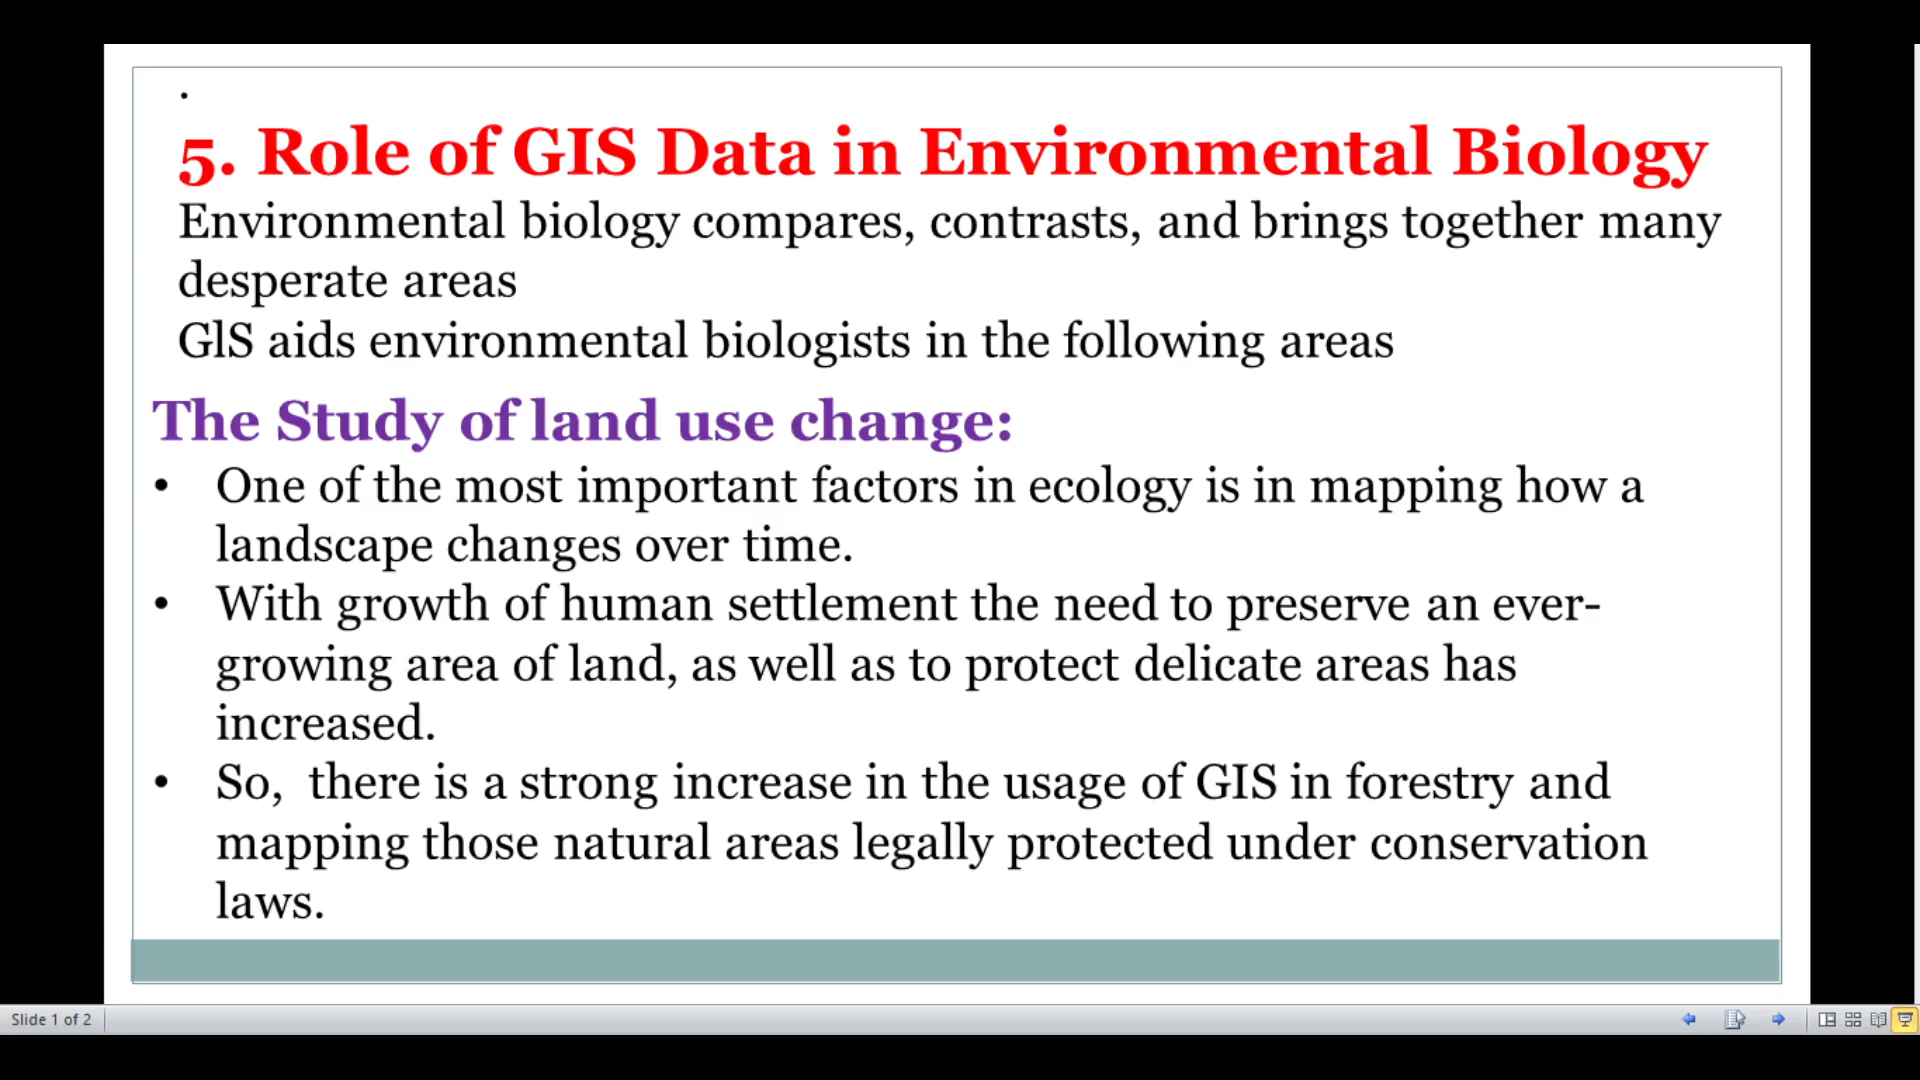 .
5. Role of GIS Data in Environmental Biology
Environmental biology compares, contrasts, and brings together many
desperate areas
GlS aids environmental biologists in the following areas
The Study of land use change:
• One of the most important factors in ecology is in mapping how a
landscape changes over time.
• With growth of human settlement the need to preserve an ever-
growing area of land, as well as to protect delicate areas has
increased.
• So,  there is a strong increase in the usage of GIS in forestry and
mapping those natural areas legally protected under conservation
laws.
Slide 1 of 2